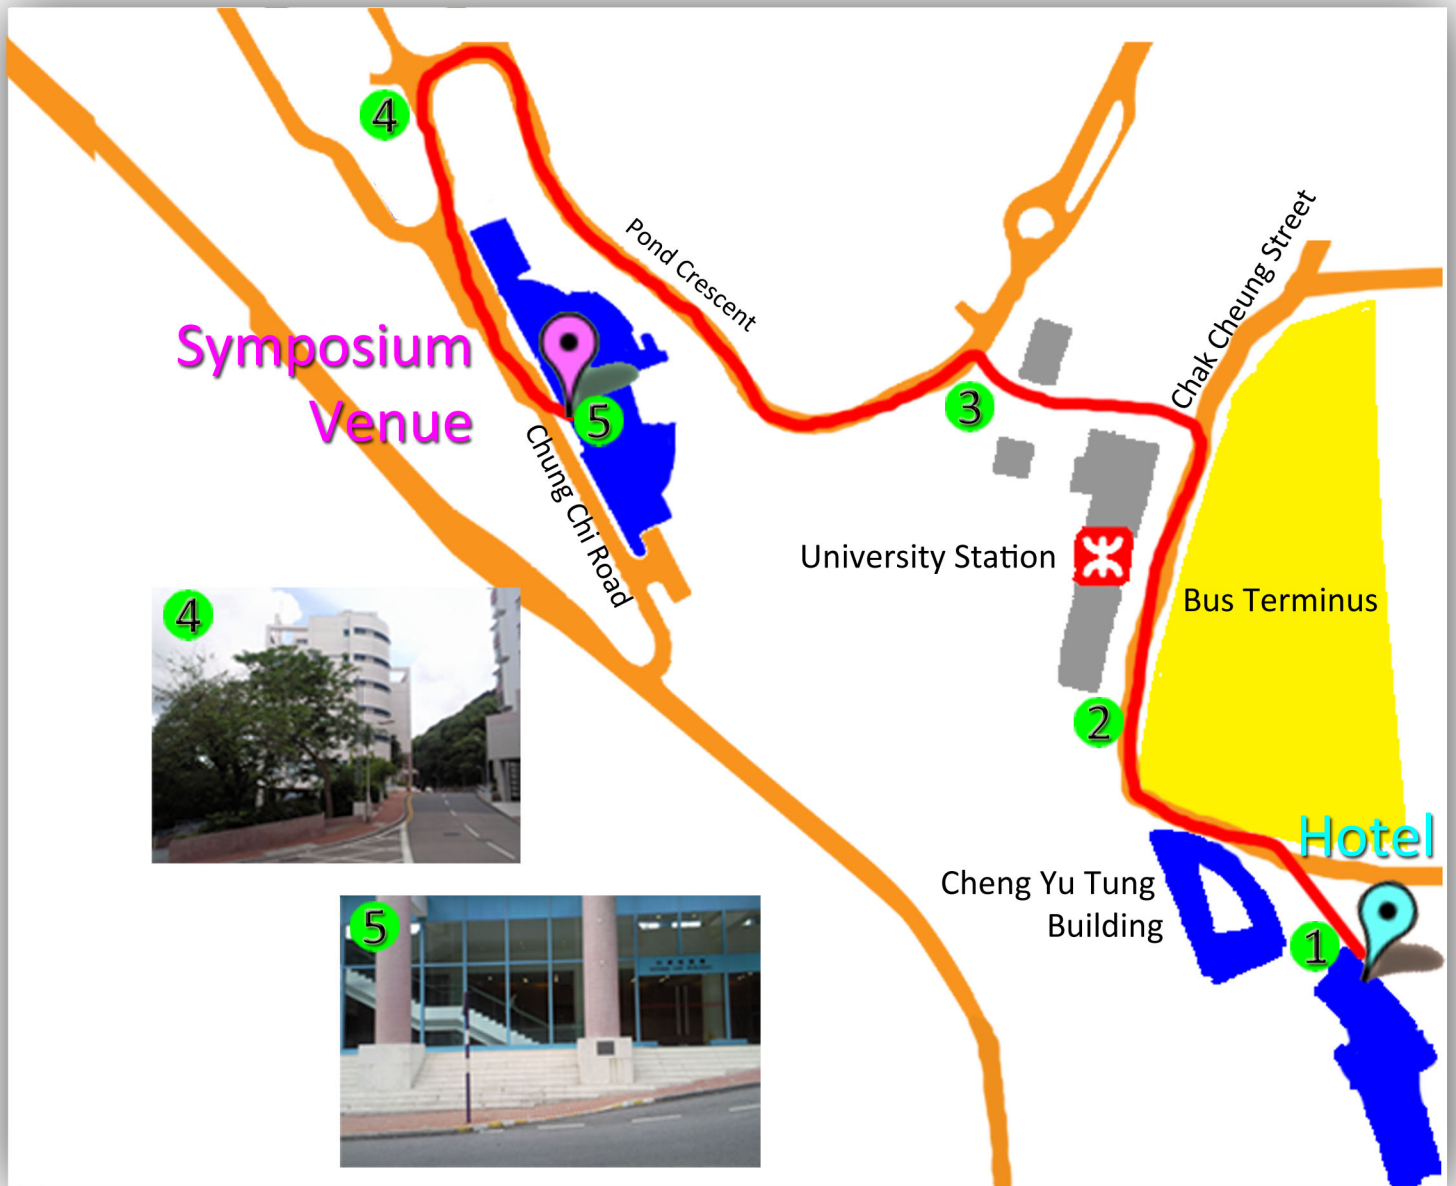 4
Pond Crescent
Chak Cheung Street
Symposium
Venue
3
5
Chung Chi Road
University Station
Bus Terminus
4
2
Hotel
Cheng Yu Tung
Building
1
5